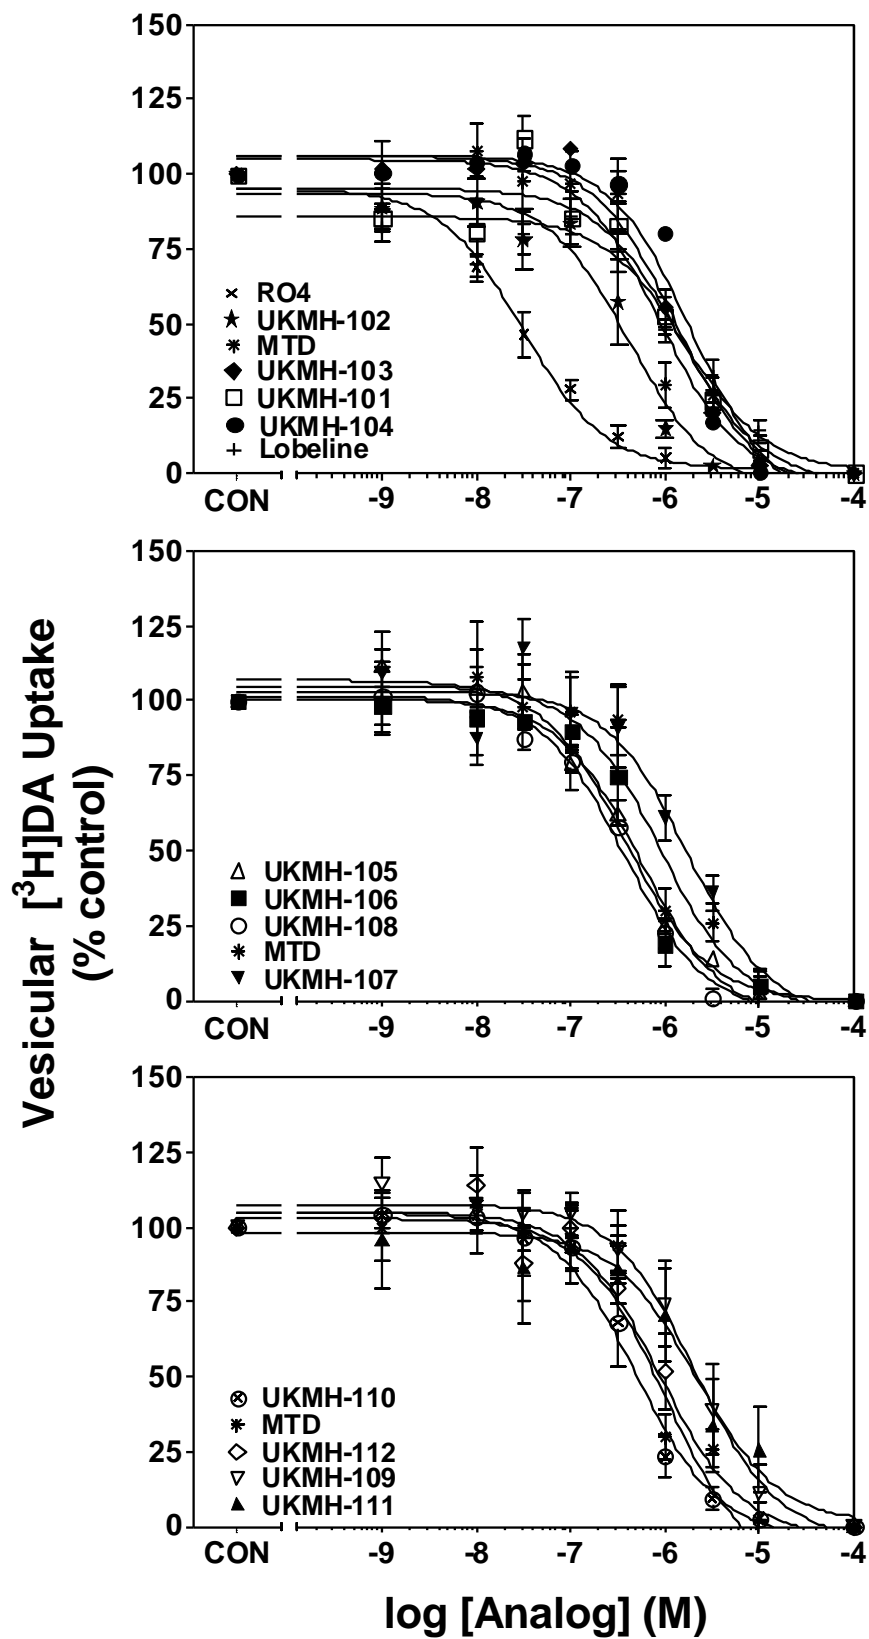 150
125
100
75
50
25
0
RO4
UKMH-102
MTD
UKMH-103
UKMH-101
UKMH-104
Lobeline
CON -9 -8 -7 -6 -5 -4
150
125
100
75
50
25
0
UKMH-105
UKMH-106
UKMH-108
MTD
UKMH-107
CON -9 -8 -7 -6 -5 -4
Vesicular [³H]DA Uptake
(% control)
150
125
100
75
50
25
0
UKMH-110
MTD
UKMH-112
UKMH-109
UKMH-111
CON -9 -8 -7 -6 -5 -4
log [Analog] (M)